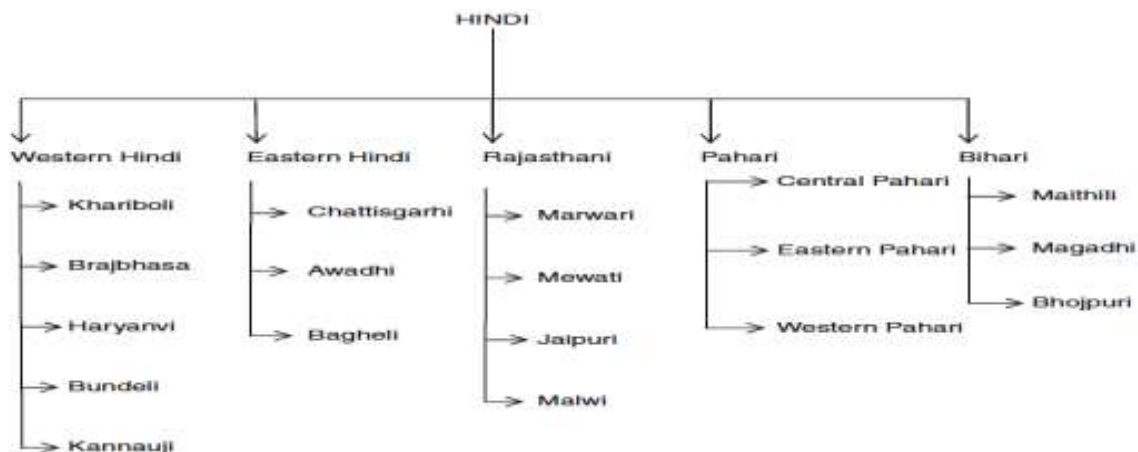 HINDI
Western Hindi
Khariboli
Brajbhasa
Haryanvi
Bundeli
Kannauji
Eastern Hindi
Chattisgarhi
Awadhi
Bagheli
Rajasthani
Marwari
Mewati
Jaipuri
Malwi
Pahari
Central Pahari
Eastern Pahari
Western Pahari
Bihari
Maithili
Magadhi
Bhojpuri